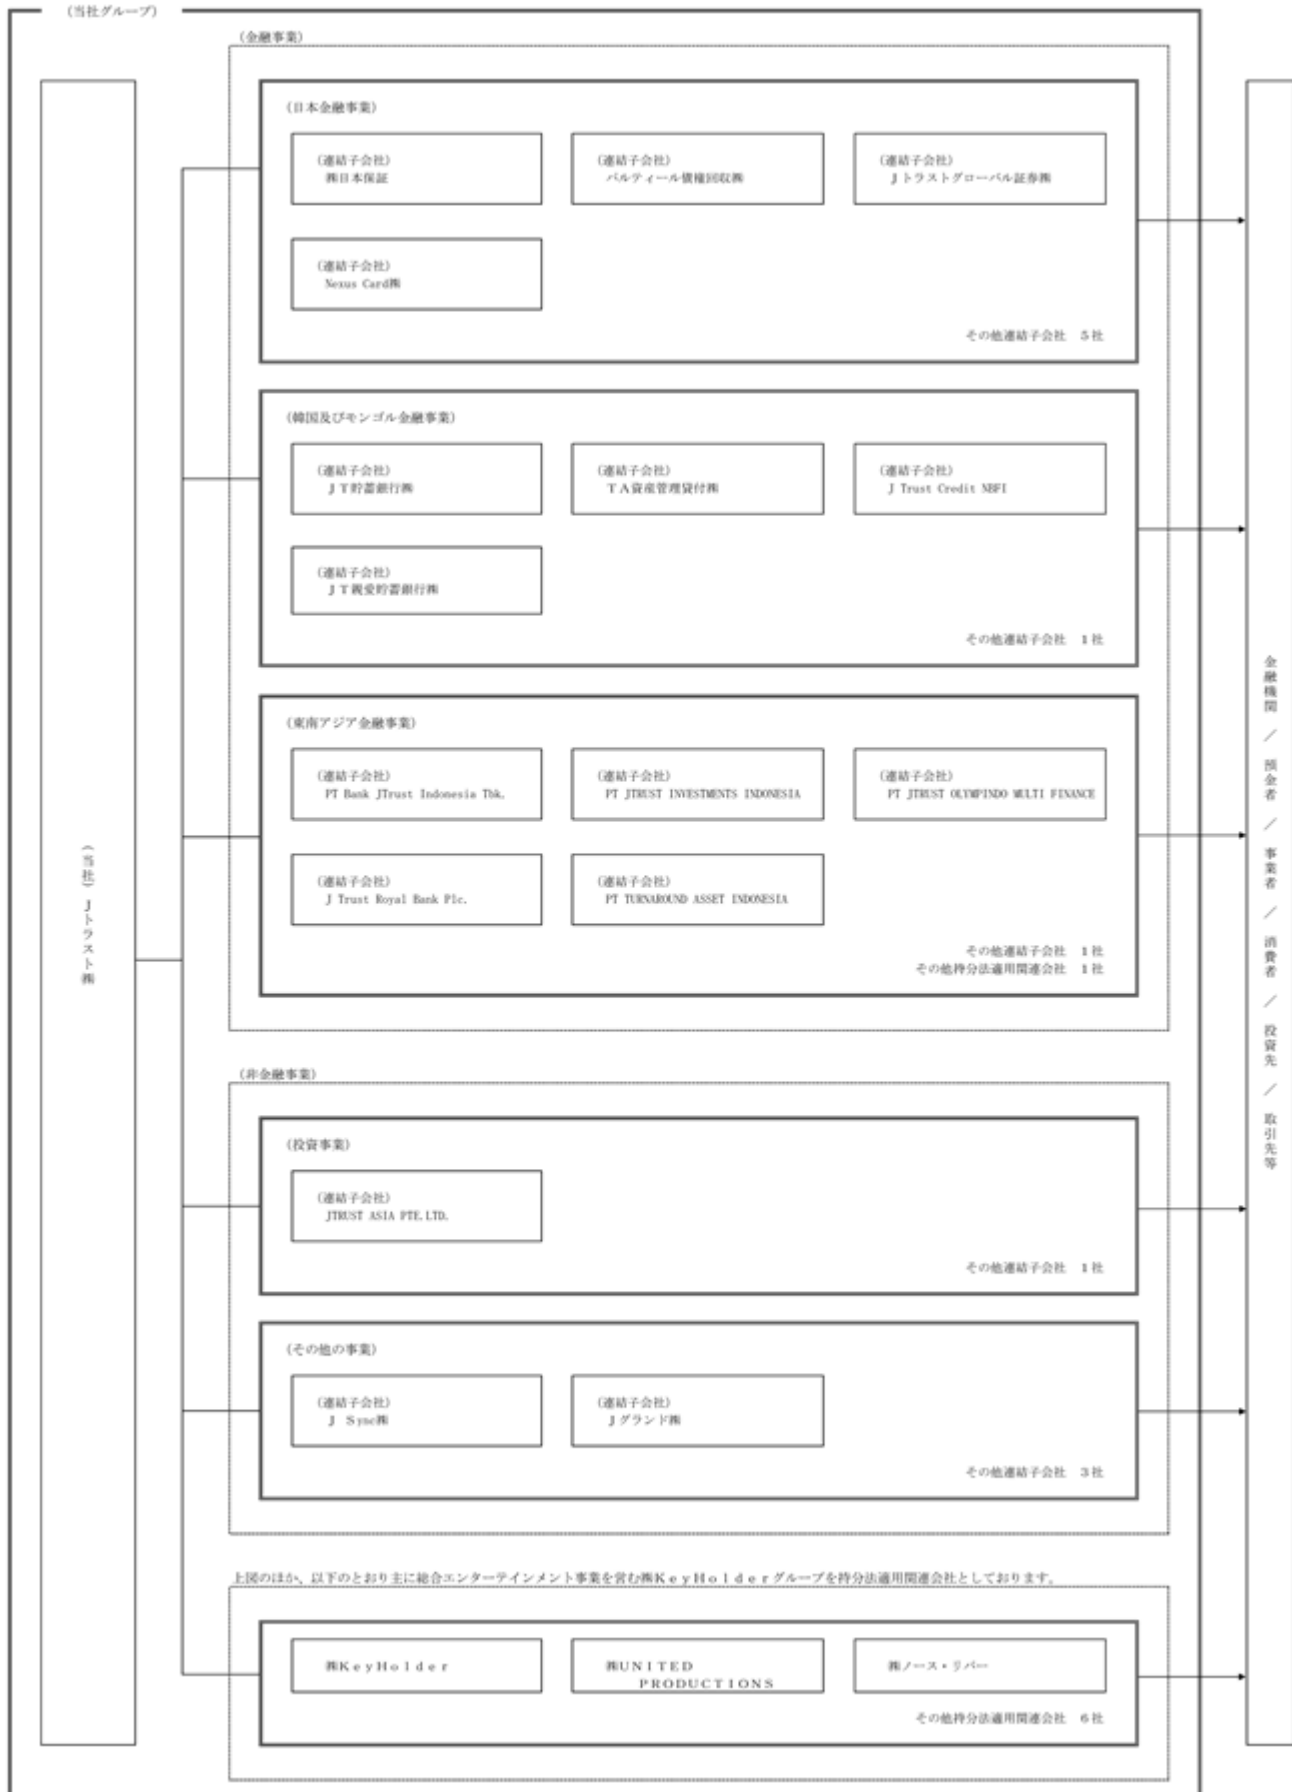 (当社グループ)
(金融事業)
(日本金融事業)
(連結子会社)
㈱日本保証
(連結子会社)
パルティール債権回収㈱
(連結子会社)
Jトラストグローバル証券㈱
(連結子会社)
Nexus Card㈱
その他連結子会社 5社
(韓国及びモンゴル金融事業)
(連結子会社)
JT貯蓄銀行㈱
(連結子会社)
TA資産管理貸付㈱
(連結子会社)
J Trust Credit NBFI
(連結子会社)
JT親愛貯蓄銀行㈱
その他連結子会社 1社
(東南アジア金融事業)
(連結子会社)
PT Bank JTrust Indonesia Tbk.
(連結子会社)
PT JTRUST INVESTMENTS INDONESIA
(連結子会社)
PT JTRUST OLYMPINDO MULTI FINANCE
(連結子会社)
J Trust Royal Bank Plc.
(連結子会社)
PT TURNAROUND ASSET INDONESIA
その他連結子会社 1社
その他持分法適用関連会社 1社
(非金融事業)
(投資事業)
(連結子会社)
JTRUST ASIA PTE.LTD.
その他連結子会社 1社
(その他の事業)
(連結子会社)
J Sync㈱
(連結子会社)
Jグランド㈱
その他連結子会社 3社
上図のほか、以下のとおり主に総合エンターテインメント事業を営む㈱KeyHolderグループを持分法適用関連会社としております。
㈱KeyHolder
㈱UNITED
PRODUCTIONS
㈱ノース・リバー
その他持分法適用関連会社 6社
(当社)Jトラスト㈱
金融機関 / 預金者 / 事業者 / 消費者 / 投資先 / 取引先等